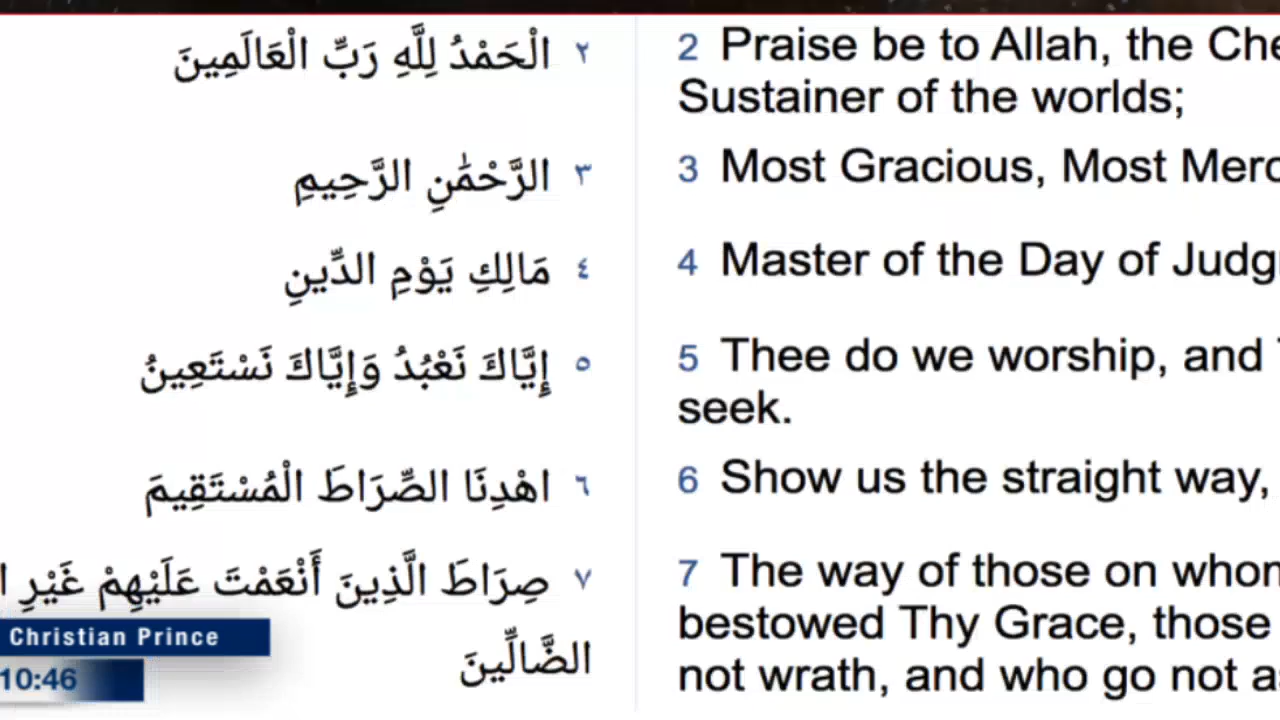 ٢ الْحَمْدُ لِلَّهِ رَبِّ الْعَالَمِينَ
2 Praise be to Allah, the
Sustainer of the worlds;
٣ الرَّحْمَٰنِ الرَّحِيمِ
3 Most Gracious, Most
٤ مَالِكِ يَوْمِ الدِّينِ
4 Master of the Day of
٥ إِيَّاكَ نَعْبُدُ وَإِيَّاكَ نَسْتَعِينُ
5 Thee do we worship, and
seek.
٦ اهْدِنَا الصِّرَاطَ الْمُسْتَقِيمَ
6 Show us the straight way,
٧ صِرَاطَ الَّذِينَ أَنْعَمْتَ عَلَيْهِمْ غَيْرِ
الضَّالِّينَ
7 The way of those on
bestowed Thy Grace, those
not wrath, and who go not
Christian Prince
10:46